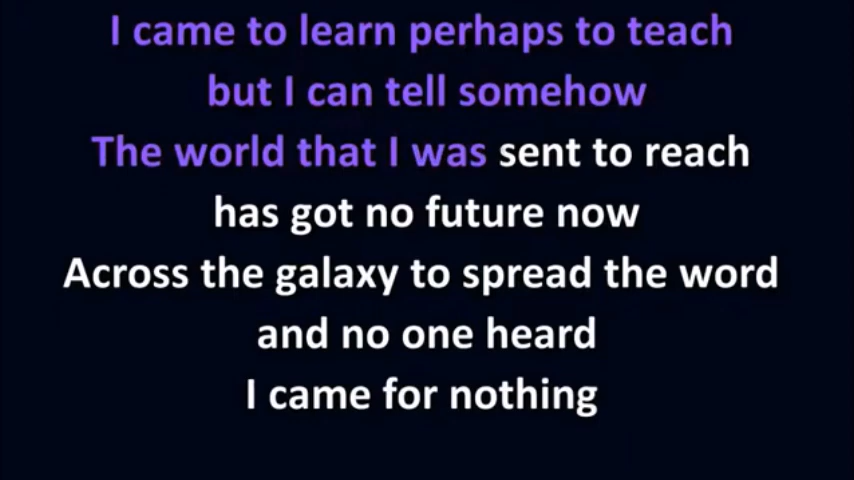 I came to learn perhaps to teach
but I can tell somehow
The world that I was sent to reach
has got no future now
Across the galaxy to spread the word
and no one heard
I came for nothing